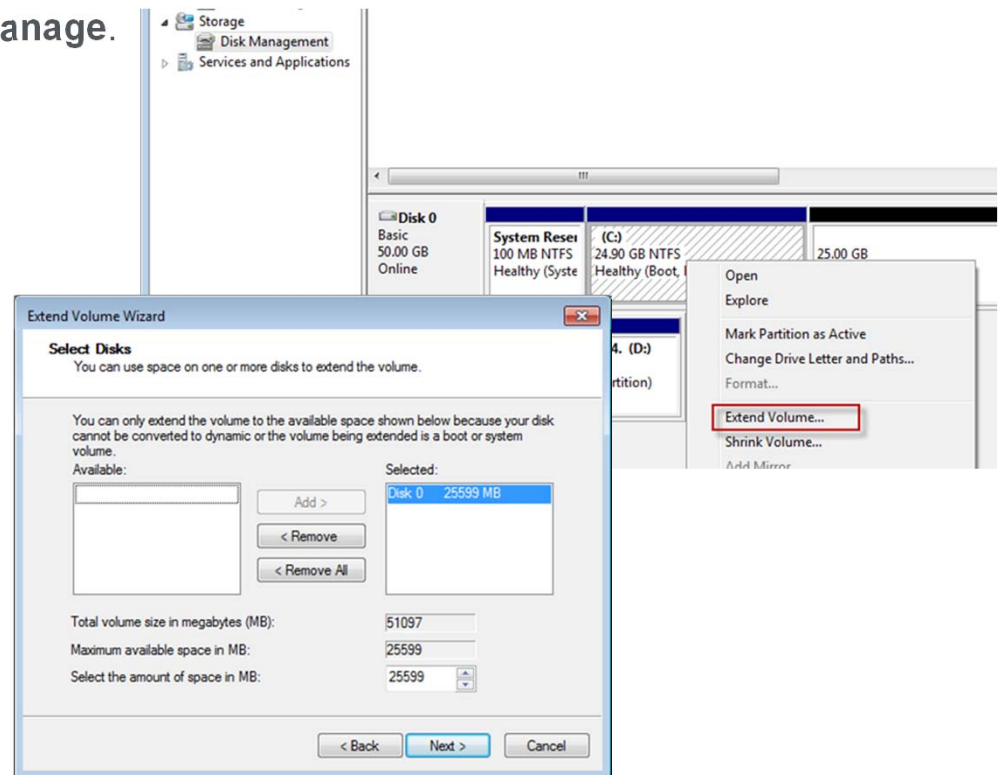 anage.
Storage
Disk Management
Services and Applications
Disk 0
Basic
50.00 GB
Online
System Reser
100 MB NTFS
Healthy (Syste
(C:)
24.90 GB NTFS
Healthy (Boot,
25.00 GB
4. (D:)
rtition)
Open
Explore
Mark Partition as Active
Change Drive Letter and Paths...
Format...
Extend Volume...
Shrink Volume...
Add Mirror
Extend Volume Wizard
Select Disks
You can use space on one or more disks to extend the volume.
You can only extend the volume to the available space shown below because your disk
cannot be converted to dynamic or the volume being extended is a boot or system
volume.
Available:
Selected:
Disk 0 25599 MB
Add >
< Remove
< Remove All
Total volume size in megabytes (MB): 51097
Maximum available space in MB: 25599
Select the amount of space in MB: 25599
< Back Next > Cancel